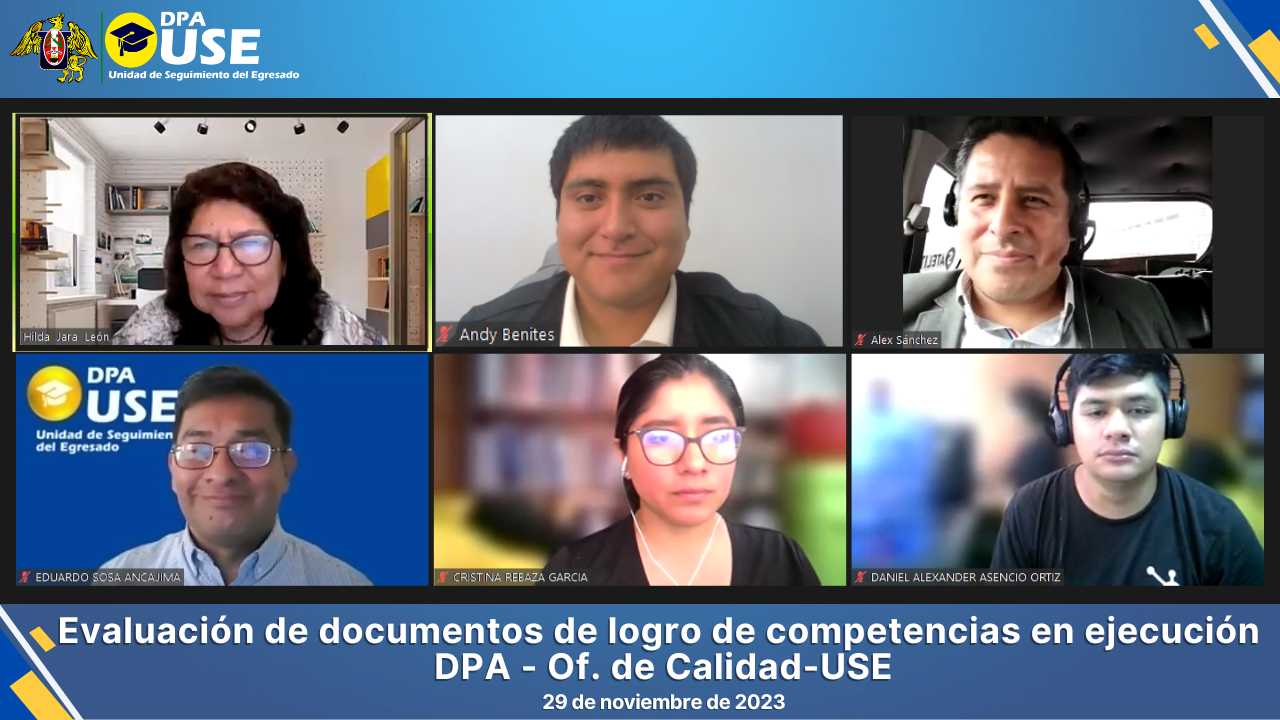 DPA
USE
Unidad de Seguimiento del Egresado
Hilda Jara León
Andy Benites
Alex Sánchez
DPA
USE
Unidad de Seguimien
del Egresado
EDUARDO SOSA ANCAJIMA
CRISTINA REBAZA GARCIA
DANIEL ALEXANDER ASENCIO ORTIZ
Evaluación de documentos de logro de competencias en ejecución
DPA - Of. de Calidad-USE
29 de noviembre de 2023